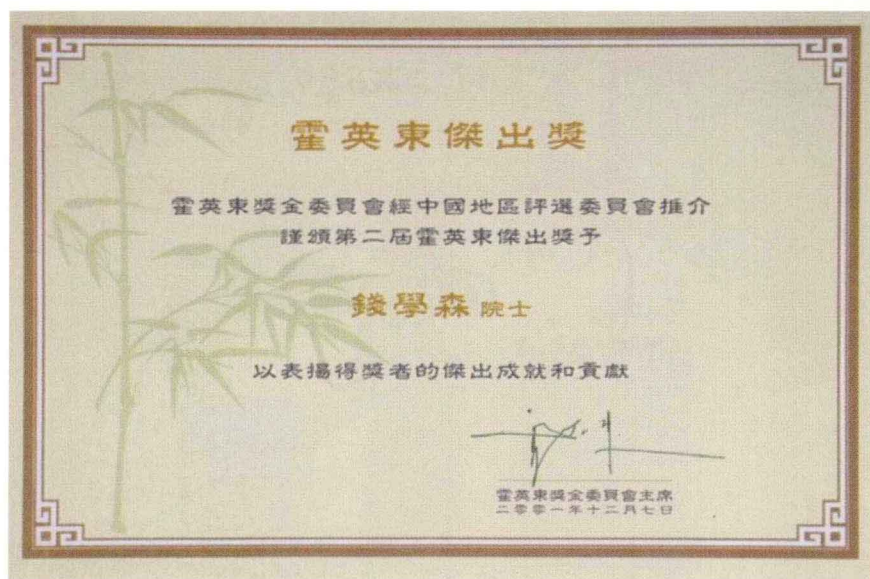 霍英東傑出獎
霍英東獎金委員會經中國地區評選委員會推介
謹頒第二屆霍英東傑出獎予
錢學森 院士
以表揚得獎者的傑出成就和貢獻
霍英東獎金委員會主席
二零零一年十二月七日